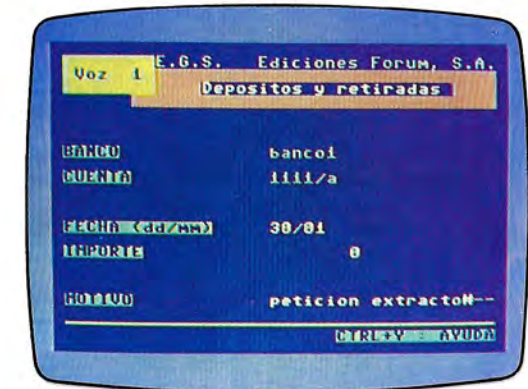 E.G.S. Ediciones Forum, S.A.
Voz 1
Depositos y retiradas
BANCO banco1
CUENTA 1111/a
FECHA (dd/mm) 30/01
IMPORTE 0
MOTIVO peticion extracto--
CTRL+Y = AYUDA